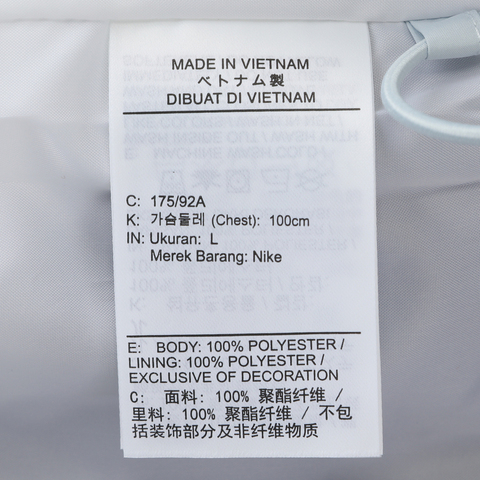 MADE IN VIETNAM
ベトナム製
DIBUAT DI VIETNAM
C: 175/92A
K: 가슴둘레 (Chest): 100cm
IN: Ukuran: L
Merek Barang: Nike
E: BODY: 100% POLYESTER /
LINING: 100% POLYESTER /
EXCLUSIVE OF DECORATION
C: 面料: 100% 聚酯纤维 /
里料: 100% 聚酯纤维 / 不包
括装饰部分及非纤维物质